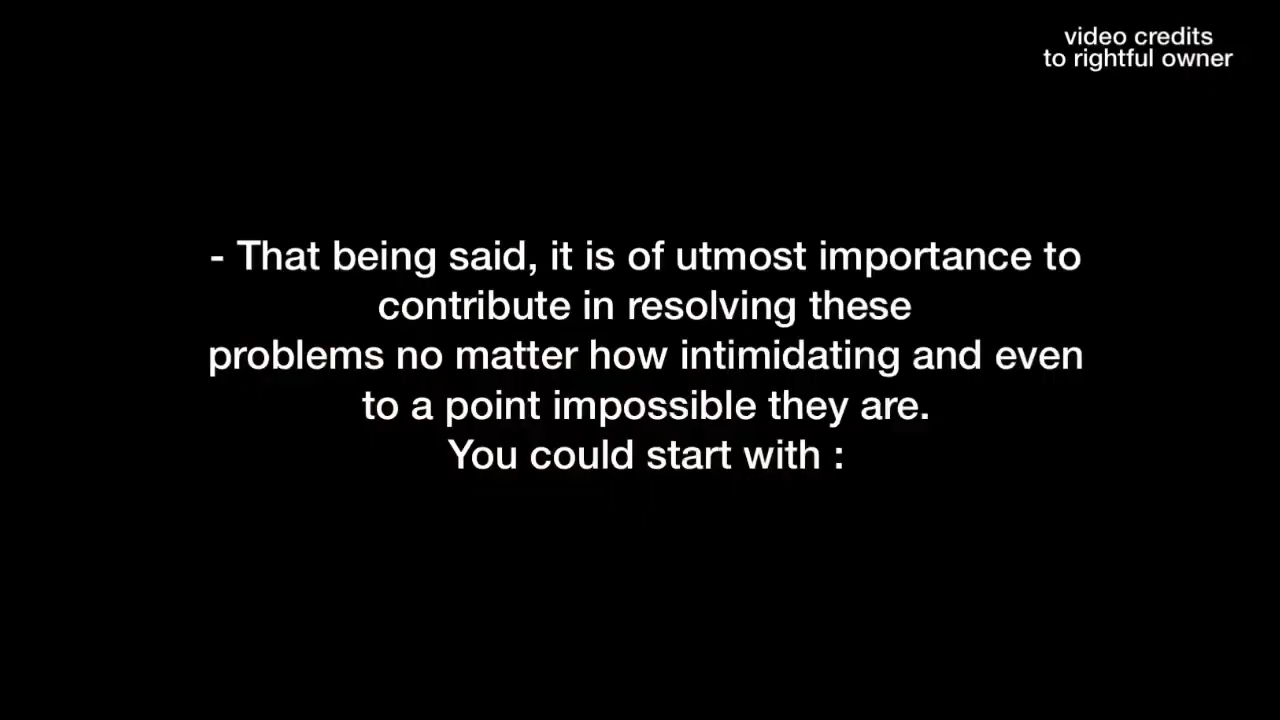 video credits
to rightful owner
- That being said, it is of utmost importance to
contribute in resolving these
problems no matter how intimidating and even
to a point impossible they are.
You could start with :